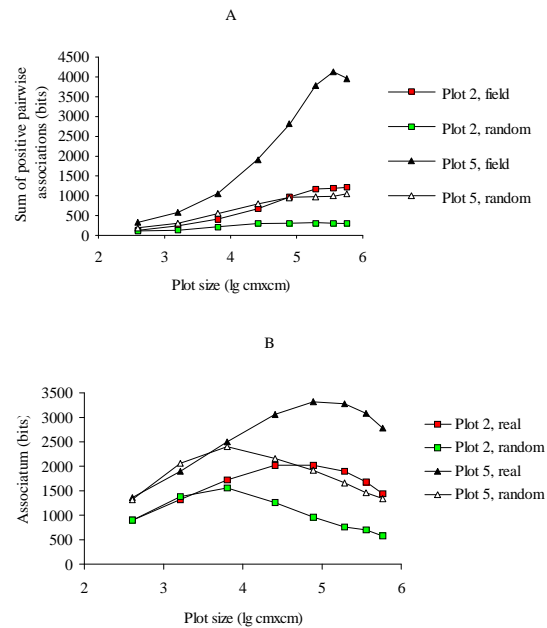 A
Sum of positive pairwise
associations (bits)
4500
4000
3500
3000
2500
2000
1500
1000
500
0
2 3 4 5 6
Plot size (lg cmxcm)
Plot 2, field
Plot 2, random
Plot 5, field
Plot 5, random
B
Associatum (bits)
3500
3000
2500
2000
1500
1000
500
0
2 3 4 5 6
Plot size (lg cmxcm)
Plot 2, real
Plot 2, random
Plot 5, real
Plot 5, random